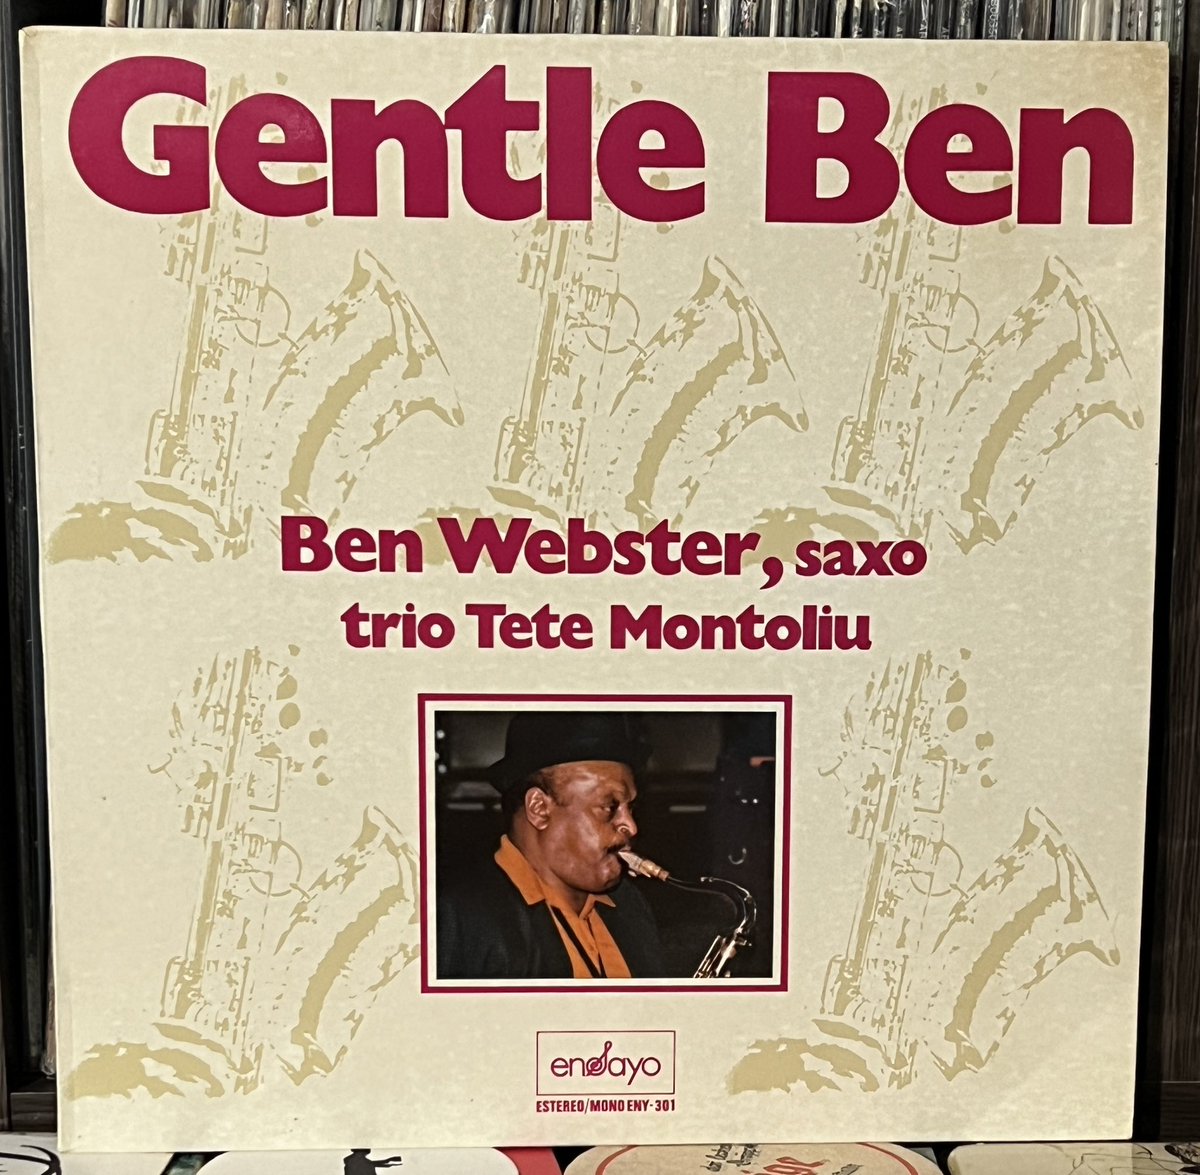 Gentle Ben
Ben Webster, saxo
trio Tete Montoliu
ensayo
ESTEREO/MONO ENY-301